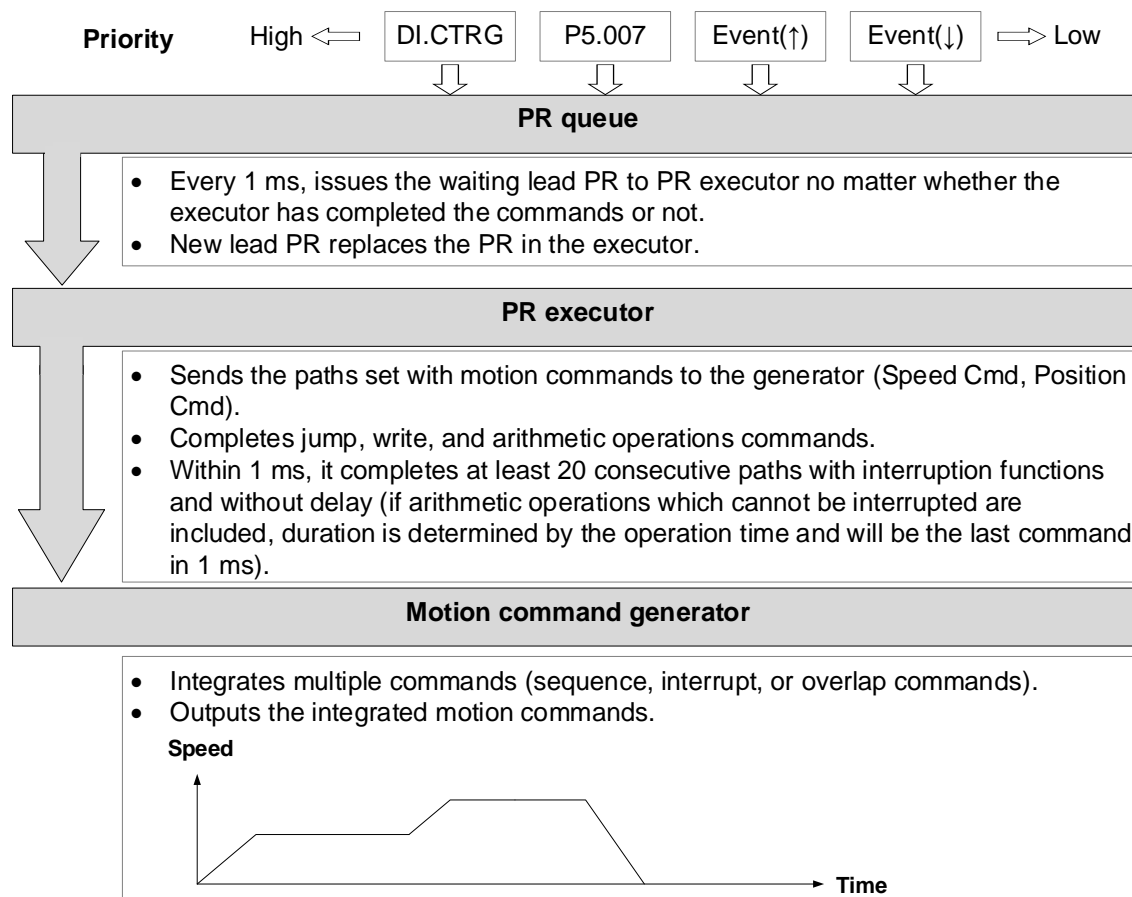 Priority High DI.CTRG P5.007 Event(↑) Event(↓) Low
PR queue
• Every 1 ms, issues the waiting lead PR to PR executor no matter whether the
executor has completed the commands or not.
• New lead PR replaces the PR in the executor.
PR executor
• Sends the paths set with motion commands to the generator (Speed Cmd, Position
Cmd).
• Completes jump, write, and arithmetic operations commands.
• Within 1 ms, it completes at least 20 consecutive paths with interruption functions
and without delay (if arithmetic operations which cannot be interrupted are
included, duration is determined by the operation time and will be the last command
in 1 ms).
Motion command generator
• Integrates multiple commands (sequence, interrupt, or overlap commands).
• Outputs the integrated motion commands.
Speed
Time